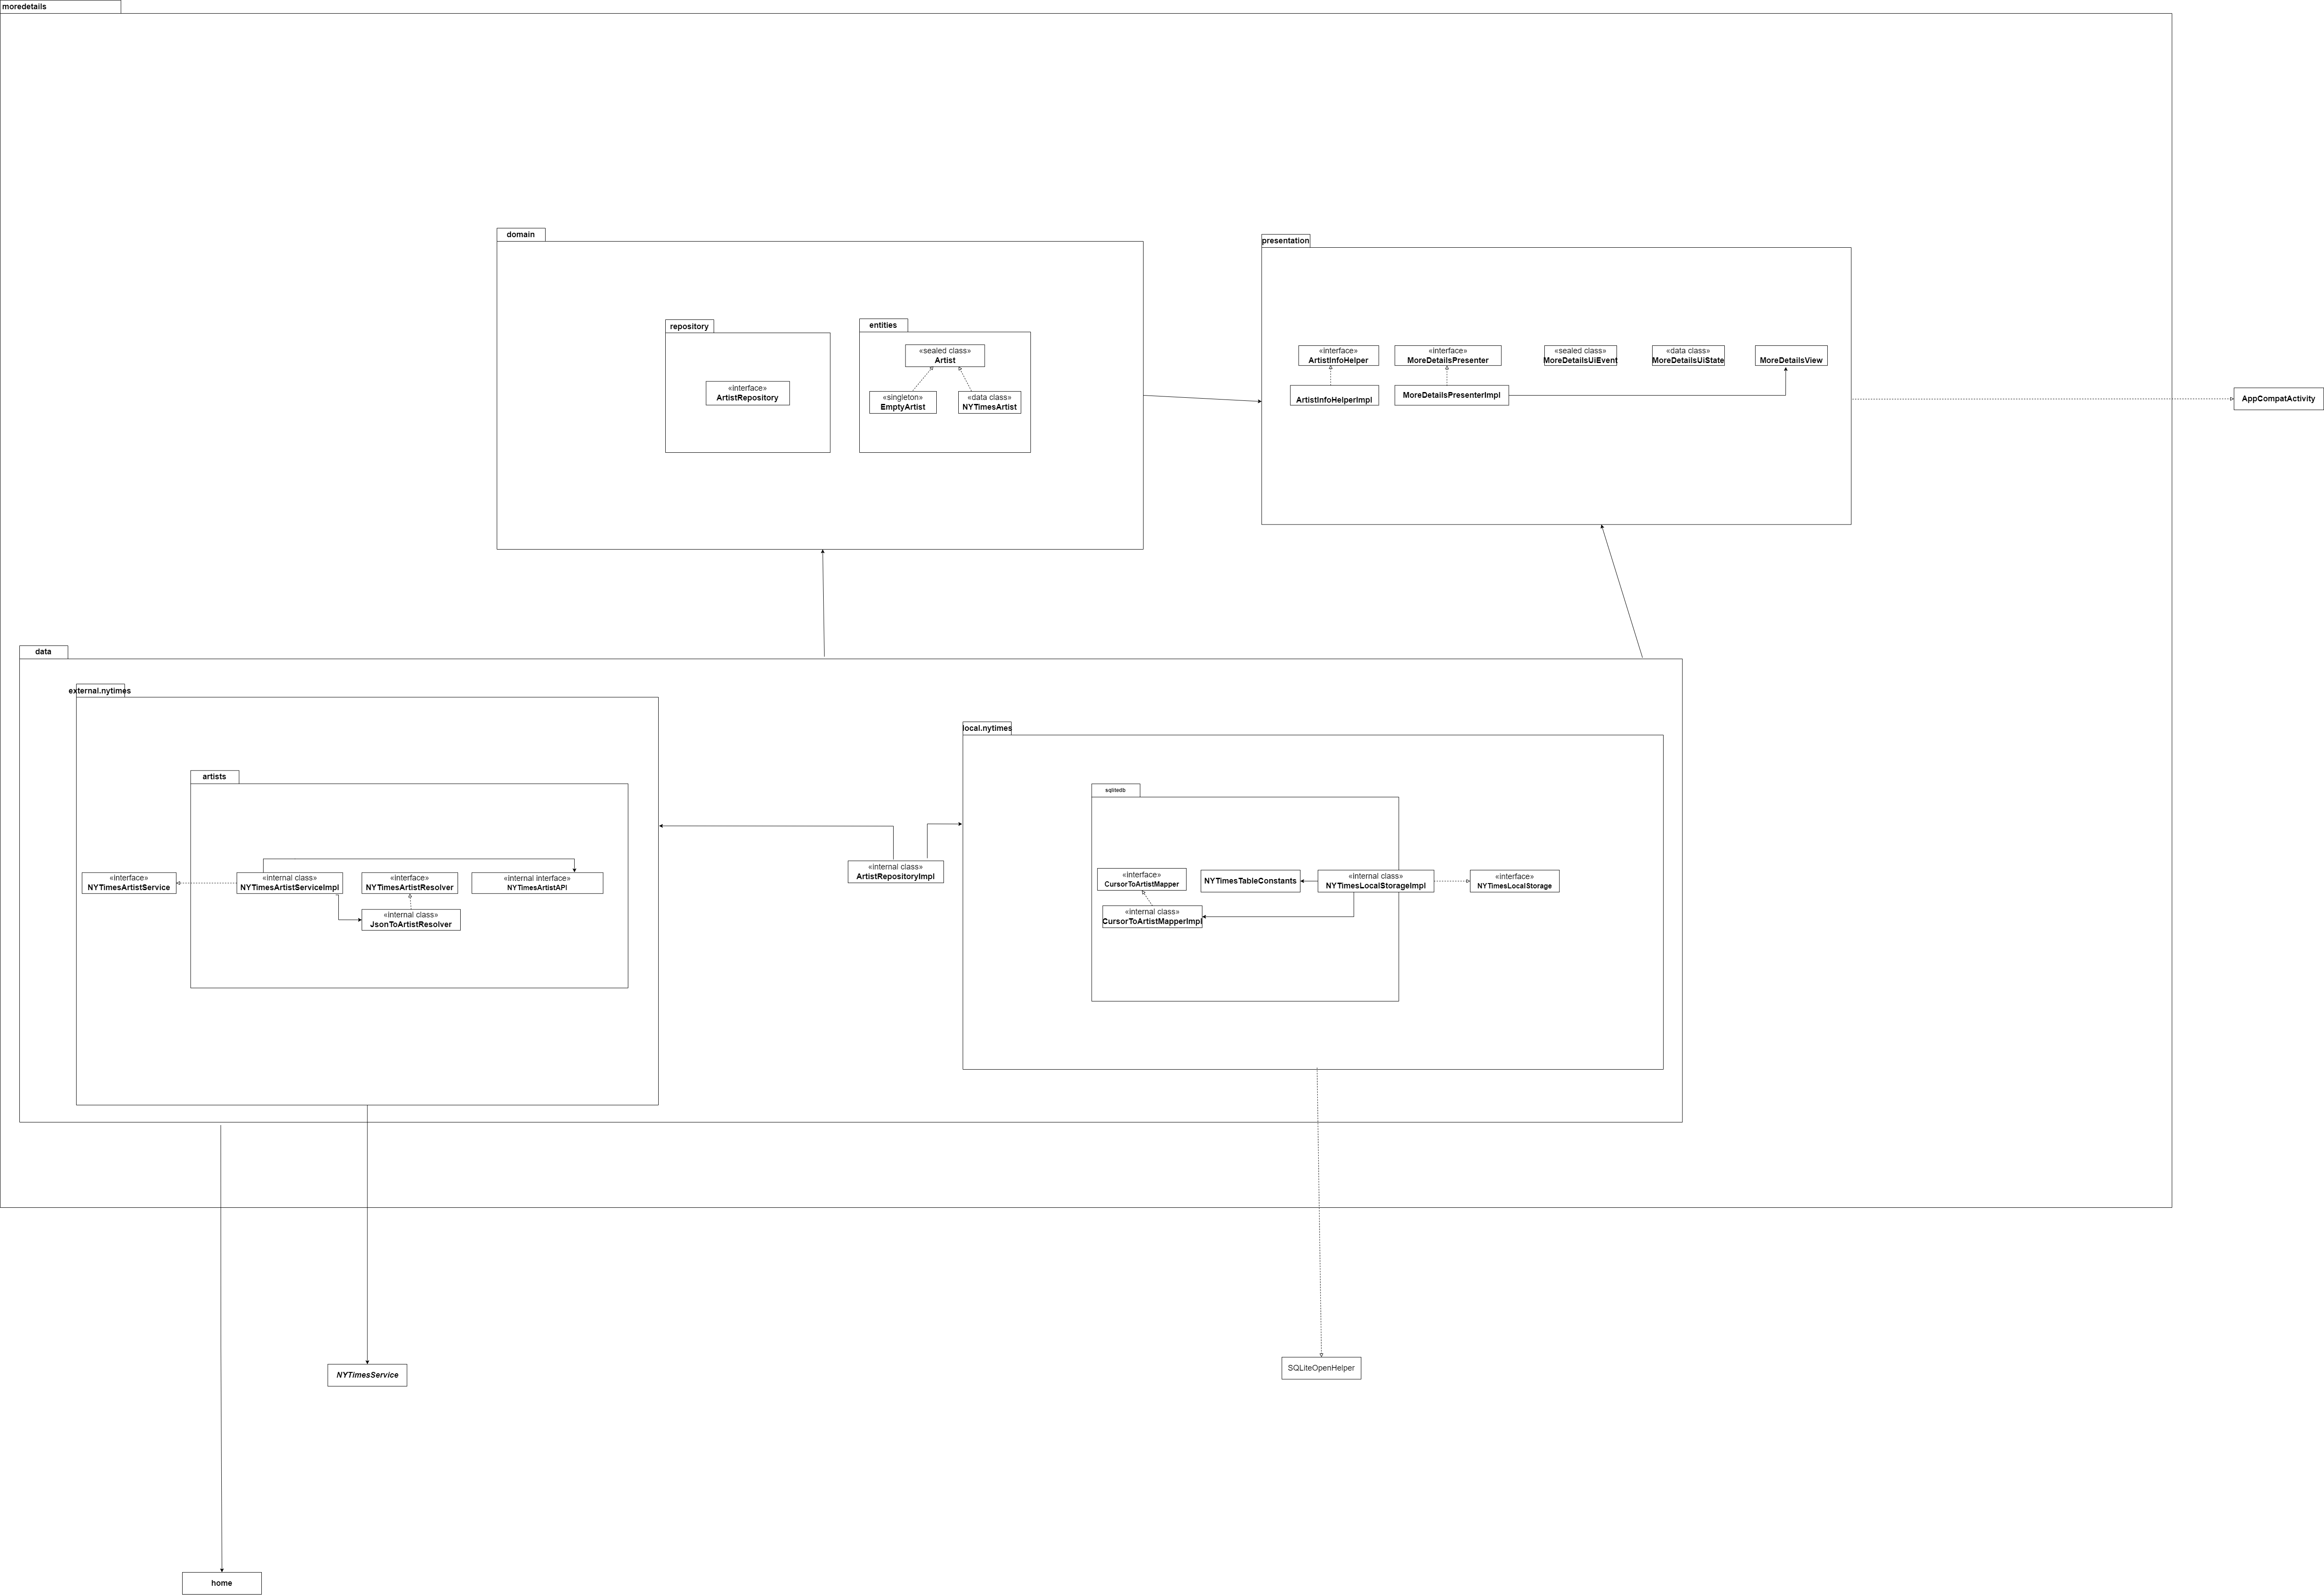 moredetails
domain
presentation
repository
entities
«sealed class»
Artist
«interface»
ArtistRepository
«singleton»
EmptyArtist
«data class»
NYTimesArtist
«interface»
ArtistInfoHelper
«interface»
MoreDetailsPresenter
«sealed class»
MoreDetailsUiEvent
«data class»
MoreDetailsUiState
MoreDetailsView
ArtistInfoHelperImpl
MoreDetailsPresenterImpl
AppCompatActivity
data
external.nytimes
local.nytimes
artists
sqlitedb
«interface»
NYTimesArtistService
«internal class»
NYTimesArtistServiceImpl
«interface»
NYTimesArtistResolver
«internal interface»
NYTimesArtistAPI
«internal class»
JsonToArtistResolver
«internal class»
ArtistRepositoryImpl
«interface»
CursorToArtistMapper
NYTimesTableConstants
«internal class»
NYTimesLocalStorageImpl
«interface»
NYTimesLocalStorage
«internal class»
CursorToArtistMapperImpl
NYTimesService
SQLiteOpenHelper
home